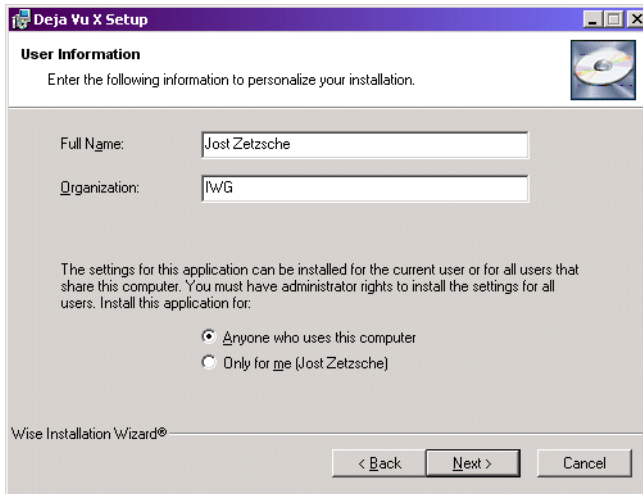 Deja Vu X Setup
User Information
Enter the following information to personalize your installation.
Full Name:
Jost Zetzsche
Organization:
IWG
The settings for this application can be installed for the current user or for all users that
share this computer. You must have administrator rights to install the settings for all
users. Install this application for:
Anyone who uses this computer
Only for me (Jost Zetzsche)
Wise Installation Wizard®
< Back
Next >
Cancel